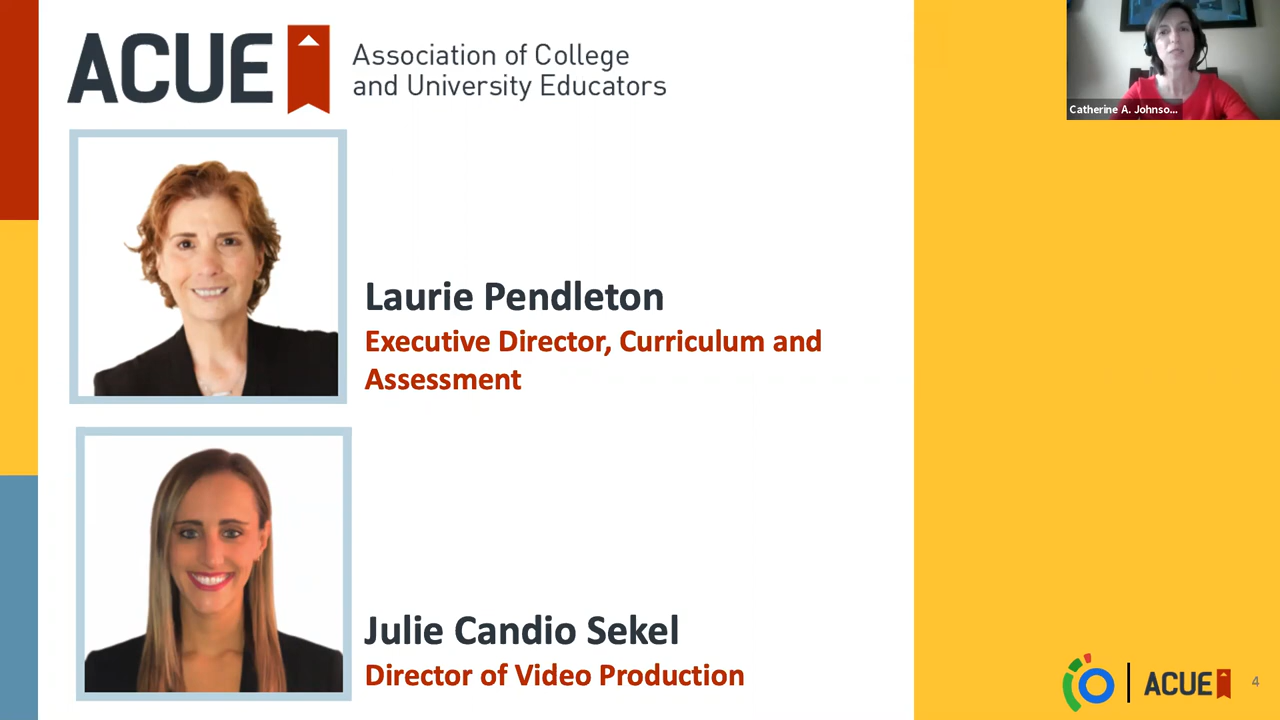 ACUE
Association of College
and University Educators
Catherine A. Johnso...
Laurie Pendleton
Executive Director, Curriculum and
Assessment
Julie Candio Sekel
Director of Video Production
ACUE
4